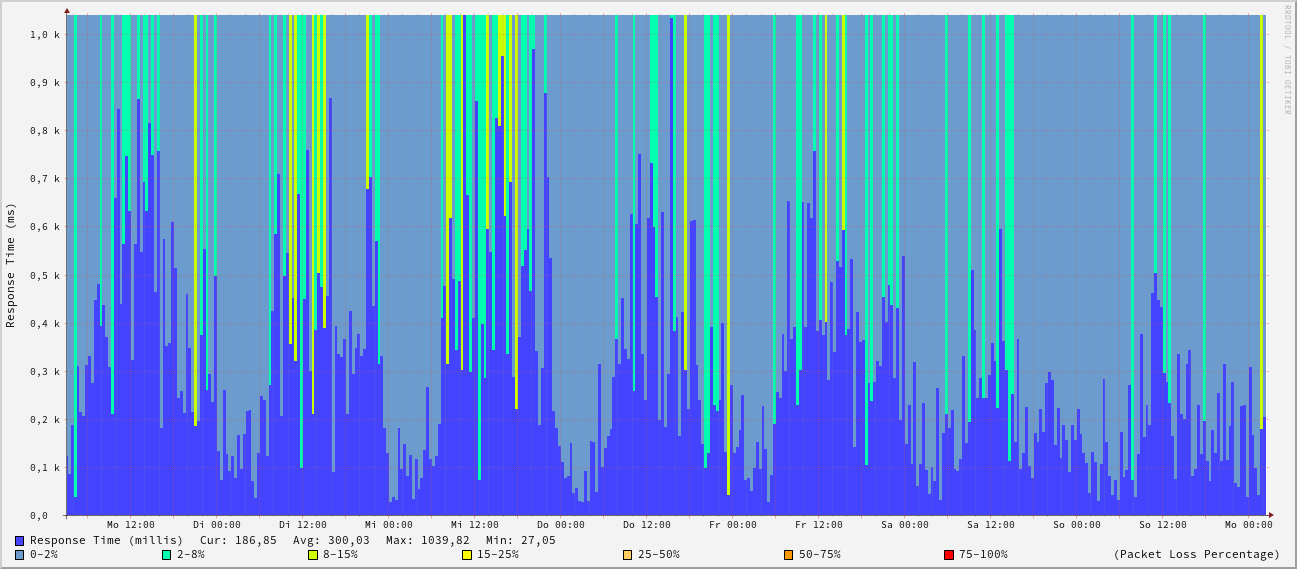 RRDTOOL / TOBI OETIKER
Response Time (ms)
1,0 k
0,9 k
0,8 k
0,7 k
0,6 k
0,5 k
0,4 k
0,3 k
0,2 k
0,1 k
0,0
Mo 12:00 Di 00:00 Di 12:00 Mi 00:00 Mi 12:00 Do 00:00 Do 12:00 Fr 00:00 Fr 12:00 Sa 00:00 Sa 12:00 So 00:00 So 12:00 Mo 00:00
Response Time (millis) Cur: 186,85 Avg: 300,03 Max: 1039,82 Min: 27,05
0-2% 2-8% 8-15% 15-25% 25-50% 50-75% 75-100% (Packet Loss Percentage)